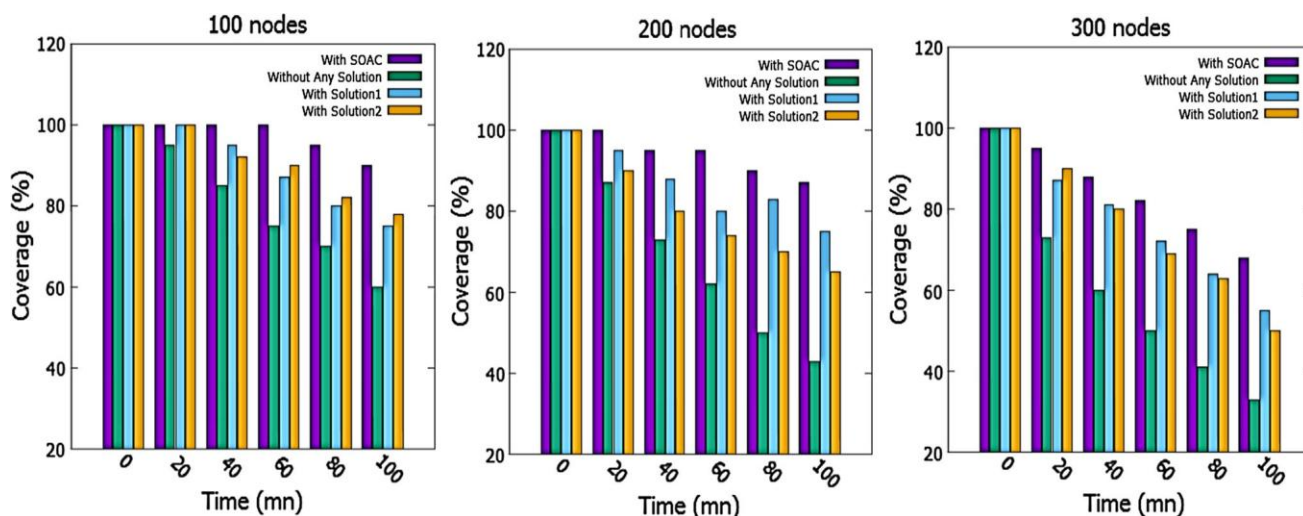 100 nodes
120
100
80
60
40
20
Coverage (%)
With SOAC
Without Any Solution
With Solution1
With Solution2
0
20
40
60
80
100
Time (mn)
200 nodes
120
100
80
60
40
20
Coverage (%)
With SOAC
Without Any Solution
With Solution1
With Solution2
0
20
40
60
80
100
Time (mn)
300 nodes
120
100
80
60
40
20
Coverage (%)
With SOAC
Without Any Solution
With Solution1
With Solution2
0
20
40
60
80
100
Time (mn)